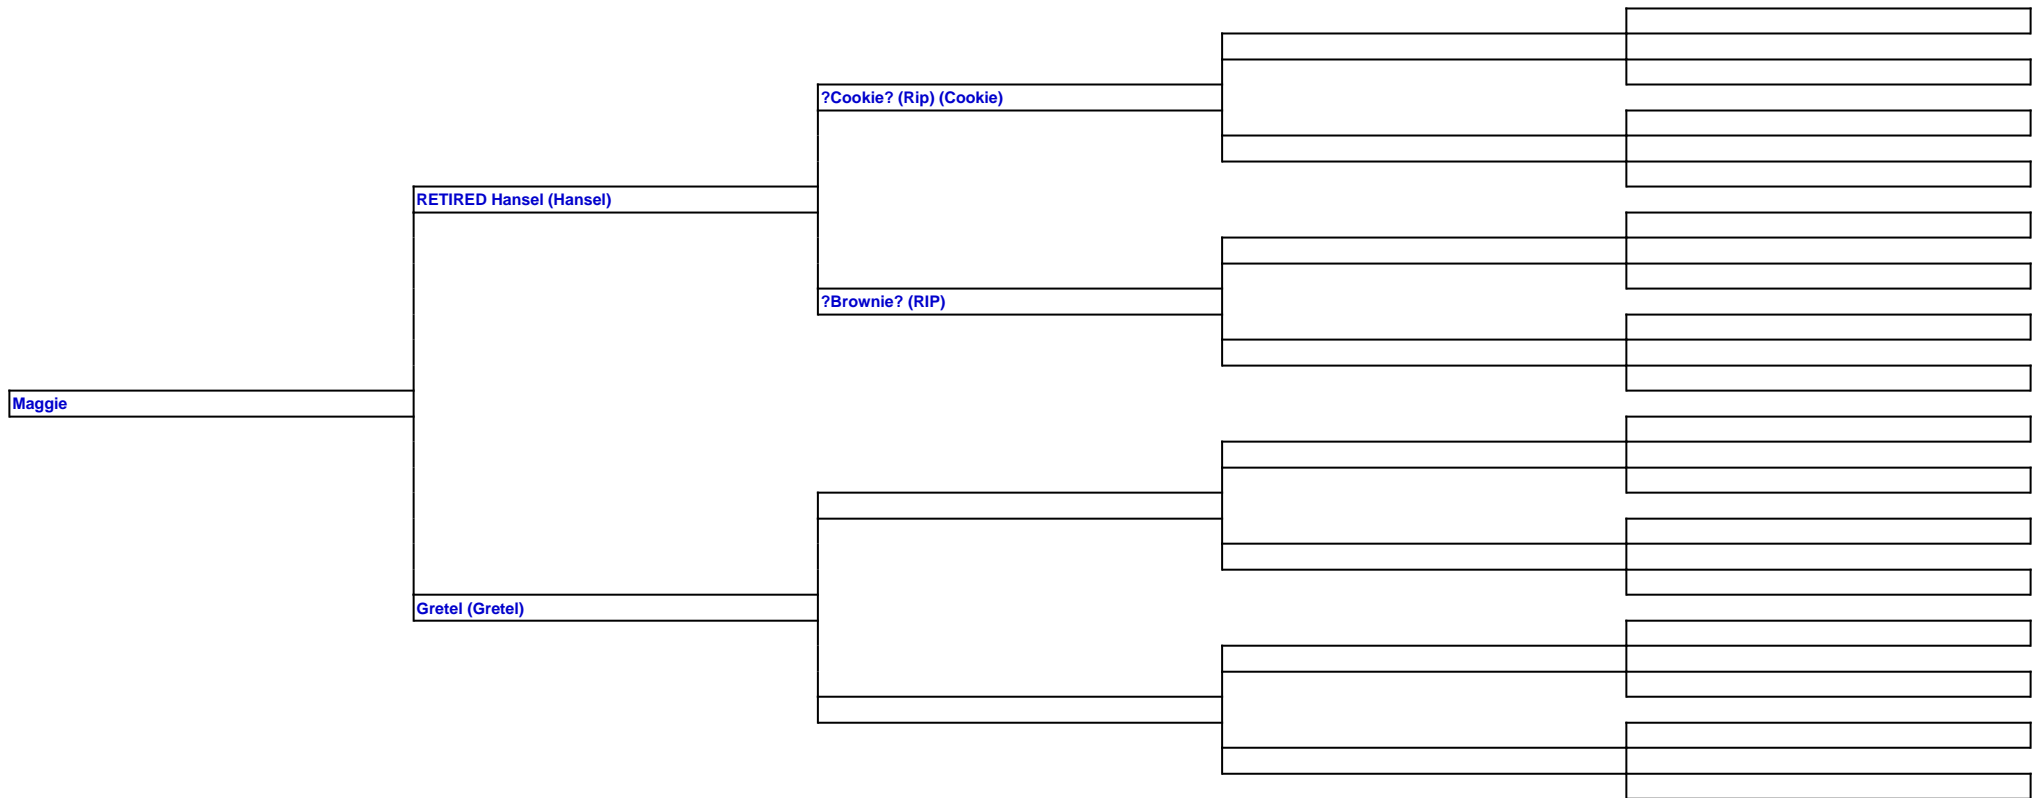 ?Cookie? (Rip) (Cookie)
RETIRED Hansel (Hansel)
?Brownie? (RIP)
Maggie
Gretel (Gretel)